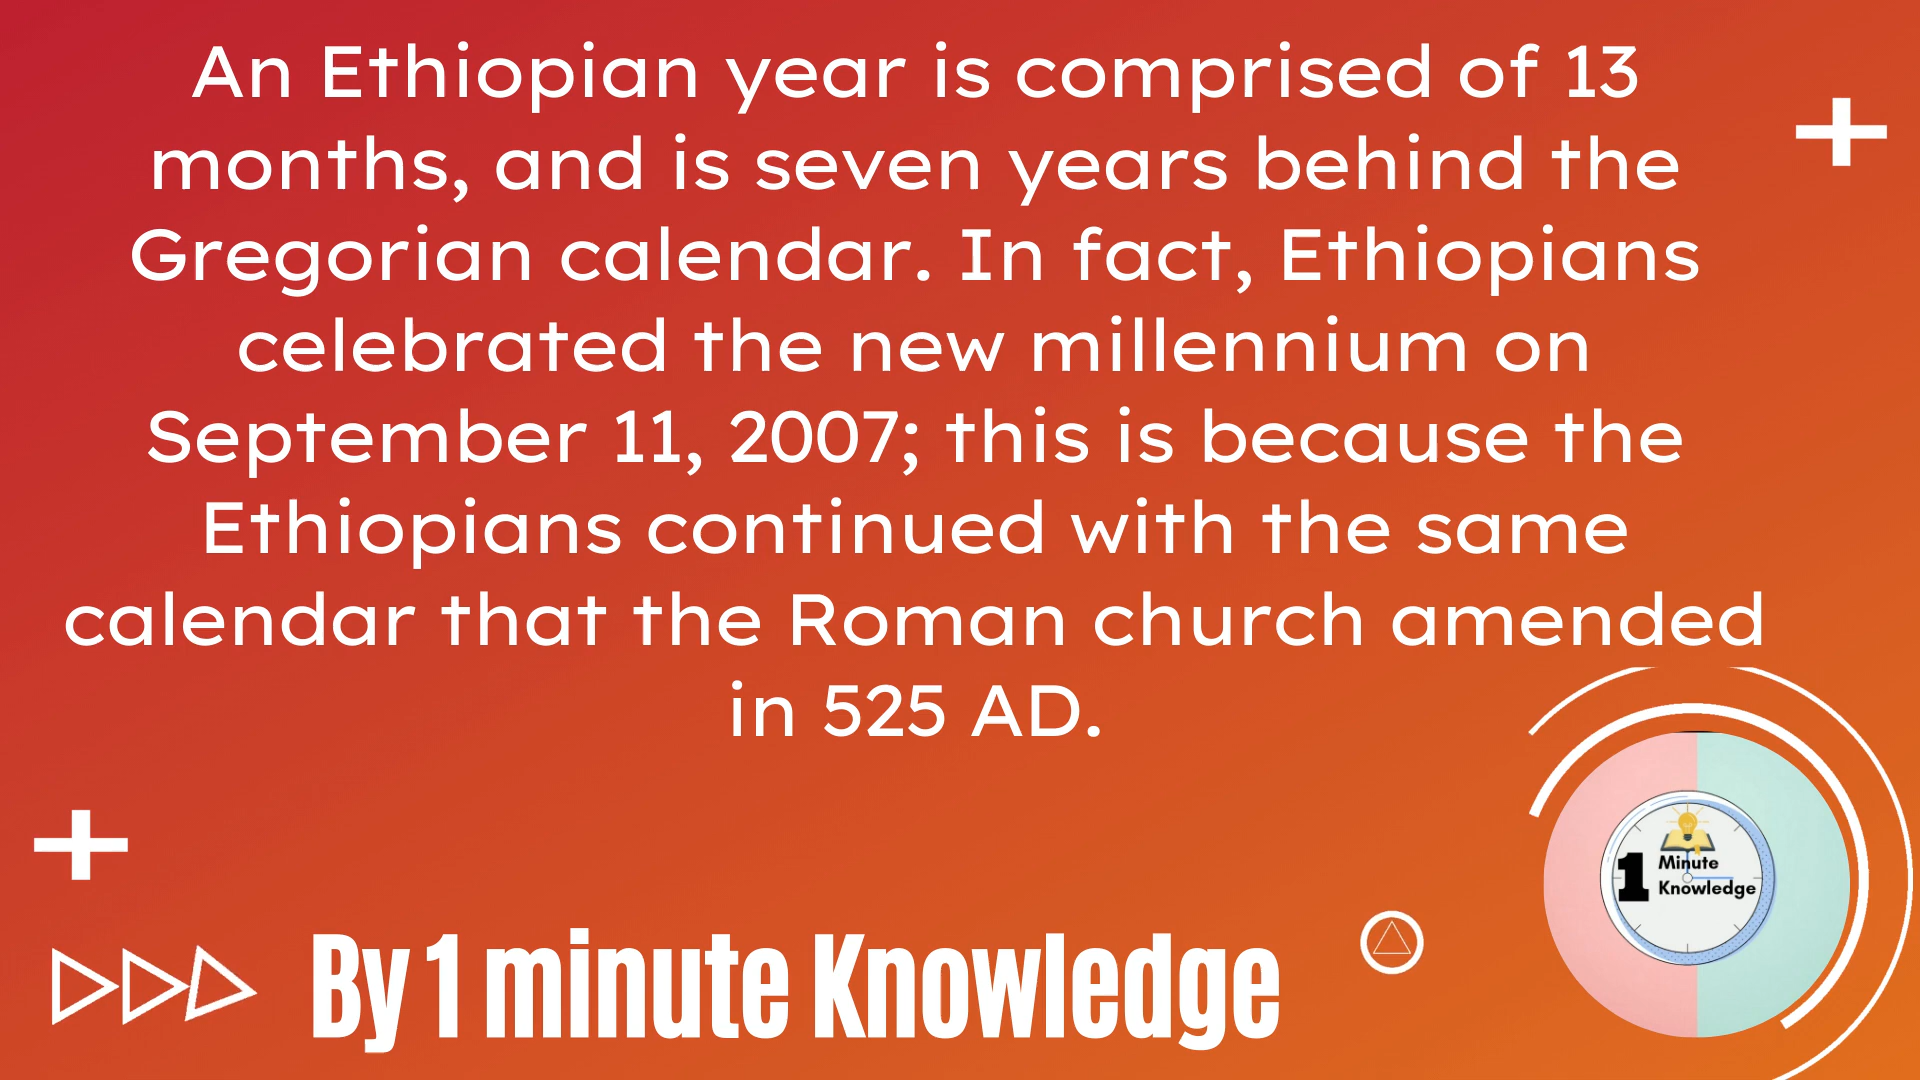 An Ethiopian year is comprised of 13
months, and is seven years behind the
Gregorian calendar. In fact, Ethiopians
celebrated the new millennium on
September 11, 2007; this is because the
Ethiopians continued with the same
calendar that the Roman church amended
in 525 AD.
1 Minute
Knowledge
By 1 minute Knowledge